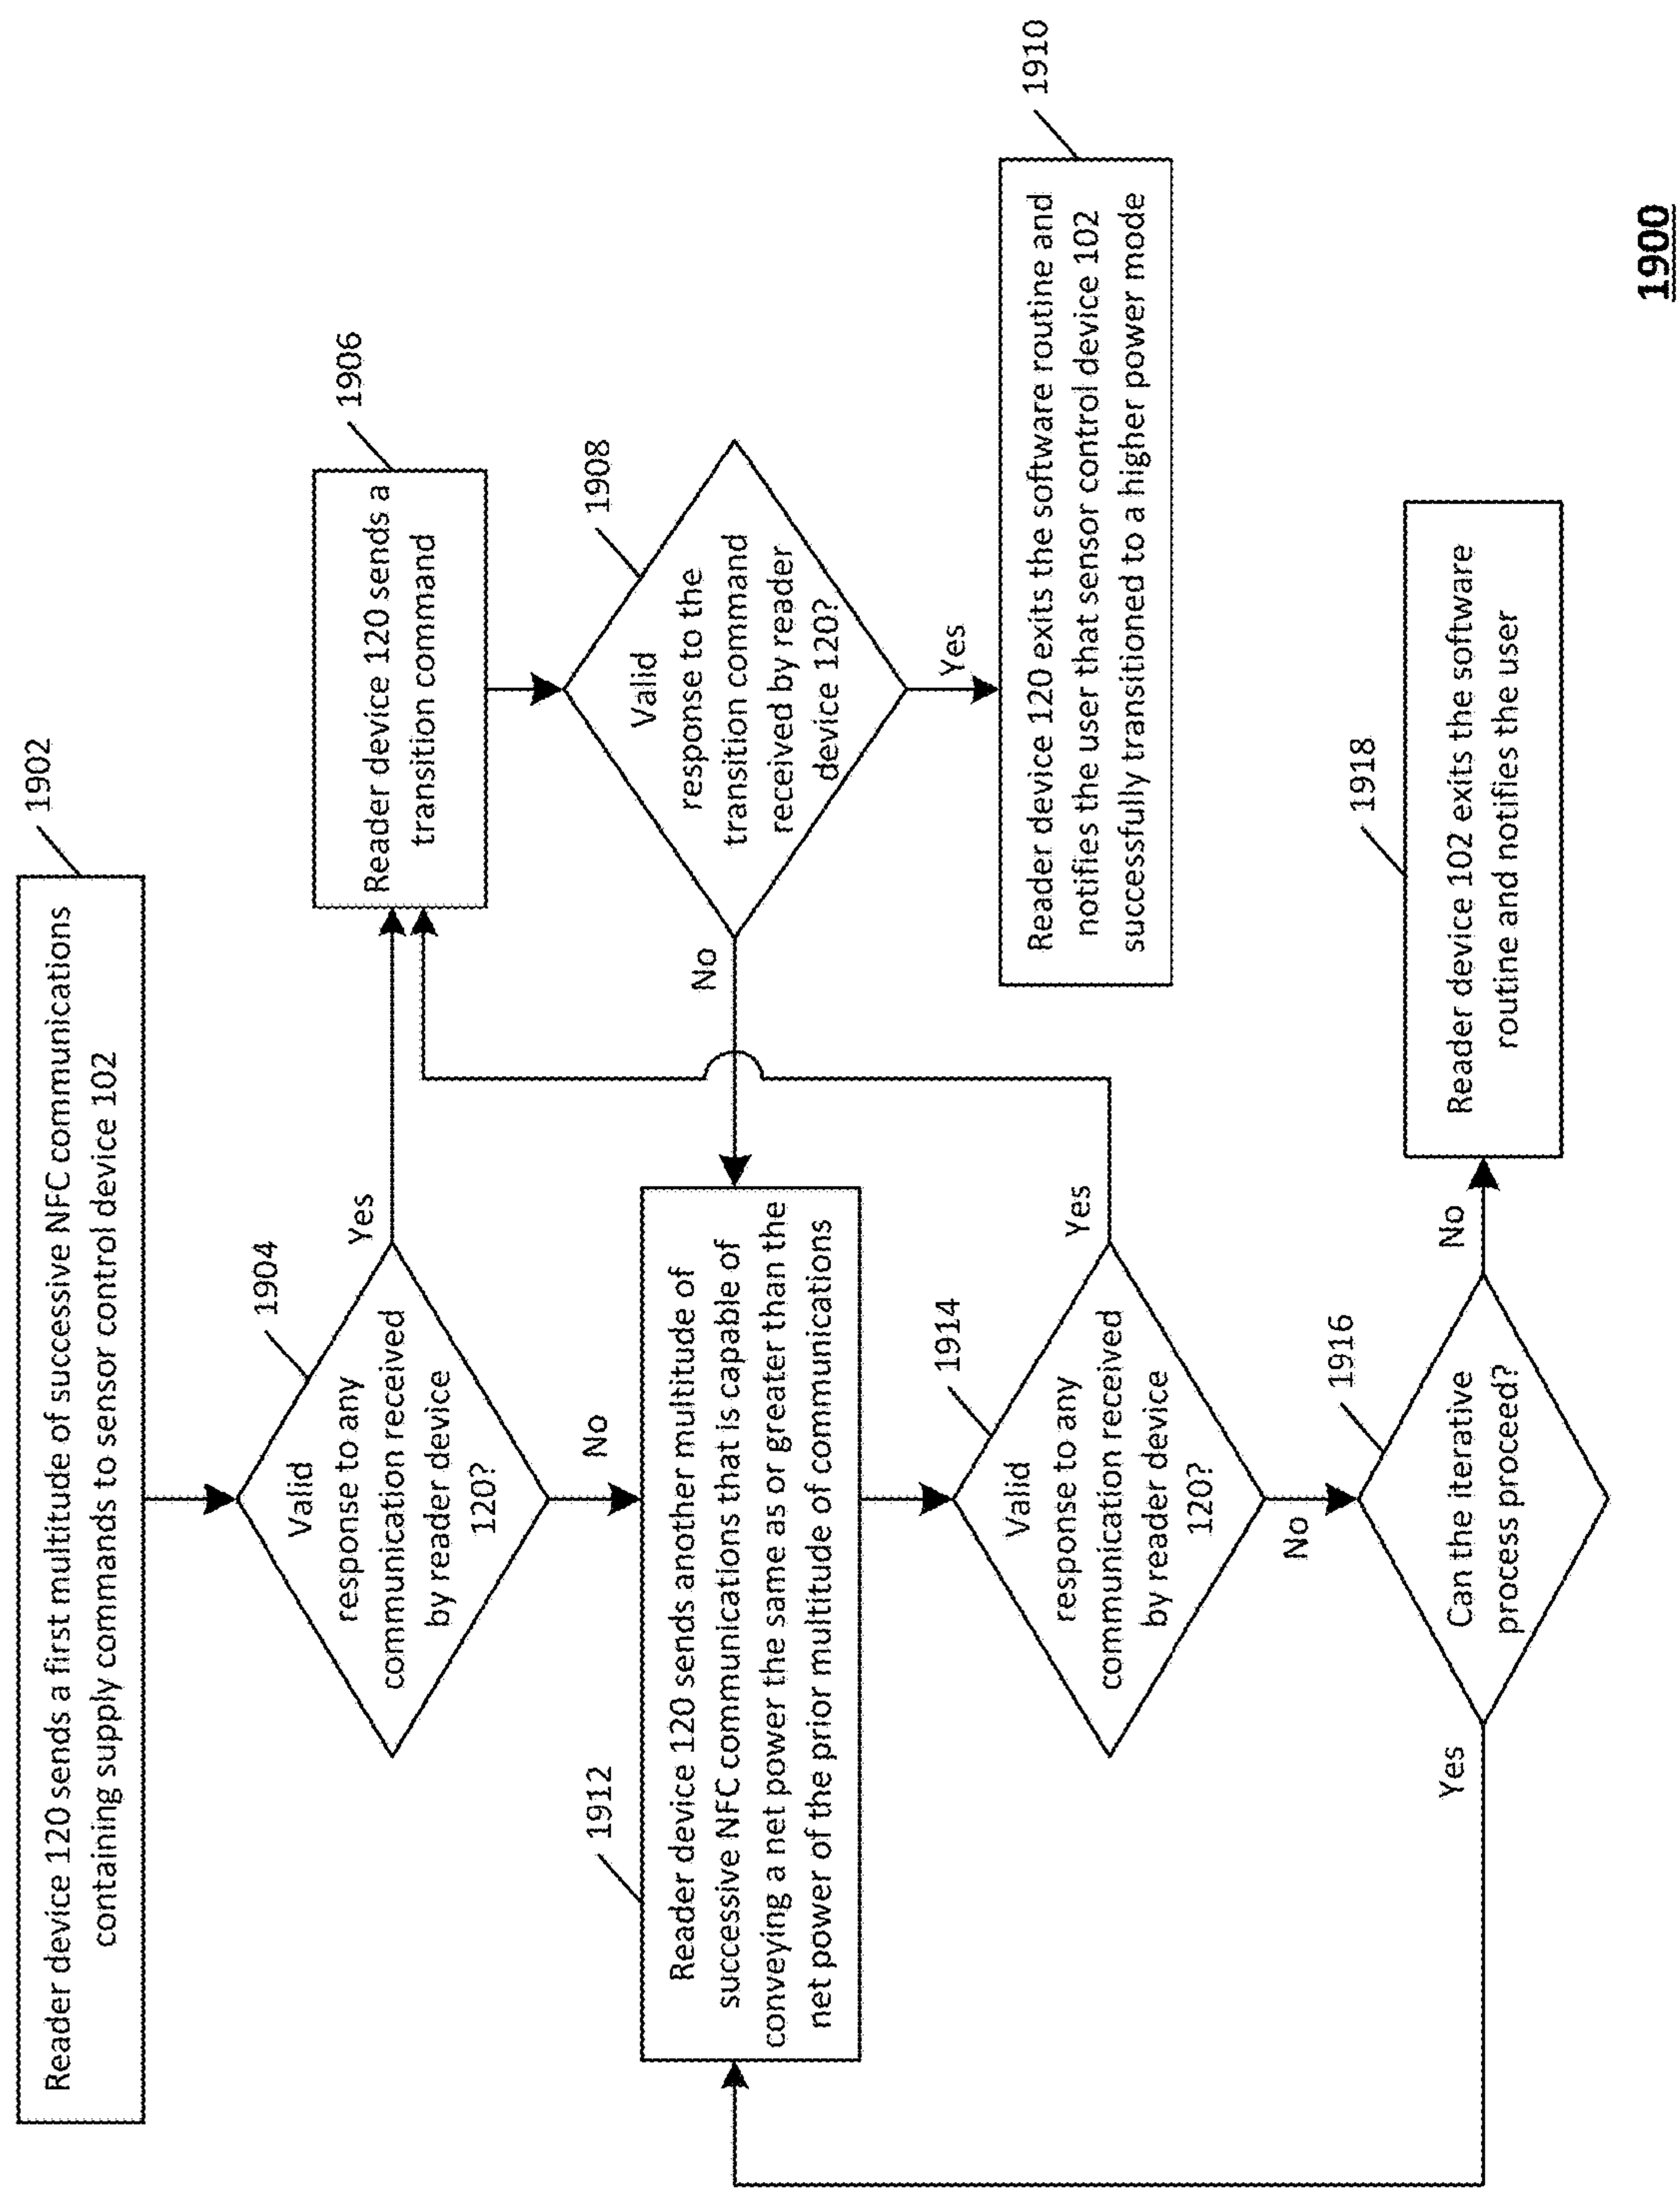 1902
Reader device 120 sends a first multitude of successive NFC communications
containing supply commands to sensor control device 102
1904
Valid
response to any
communication received
by reader device
120?
Yes
No
1906
Reader device 120 sends a
transition command
1908
Valid
response to the
transition command
received by reader
device 120?
No
Yes
1910
Reader device 120 exits the software routine and
notifies the user that sensor control device 102
successfully transitioned to a higher power mode
1912
Reader device 120 sends another multitude of
successive NFC communications that is capable of
conveying a net power the same as or greater than the
net power of the prior multitude of communications
1914
Valid
response to any
communication received
by reader device
120?
Yes
No
1916
Can the iterative
process proceed?
Yes
No
1918
Reader device 102 exits the software
routine and notifies the user
1900